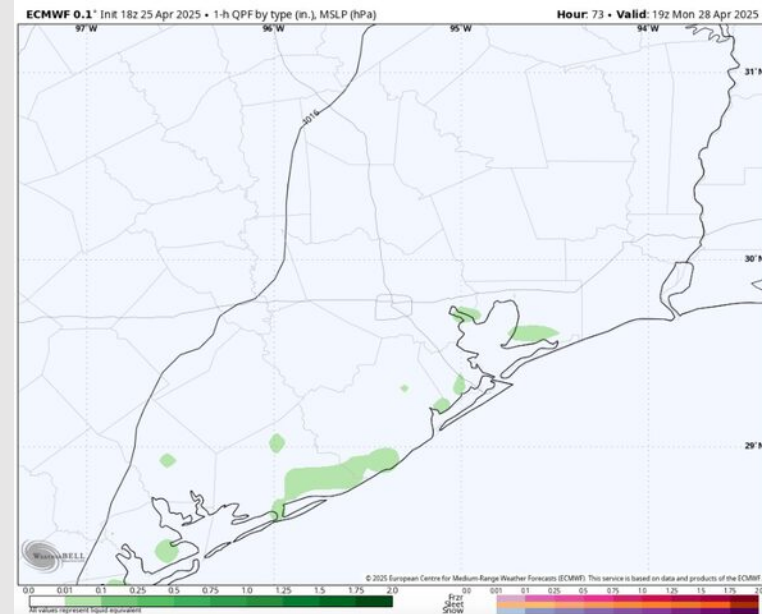 ECMWF 0.1° Init 18z 25 Apr 2025 • 1-h QPF by type (in.), MSLP (hPa) Hour: 73 • Valid: 19z Mon 28 Apr 2025
97°W 96°W 95°W 94°W
31°N
1016
30°N
29°N
WeatherBELL
© 2025 European Centre for Medium-Range Weather Forecasts (ECMWF). This service is based on data and products of the ECMWF
0.0 0.01 0.1 0.25 0.5 0.75 1.0 1.25 1.5 1.75 2.0 0.0 0.01 0.1 0.25 0.5 0.75 1.0 1.25 1.5 2.0
All values represent liquid equivalent
Frzr
Sleet
Snow